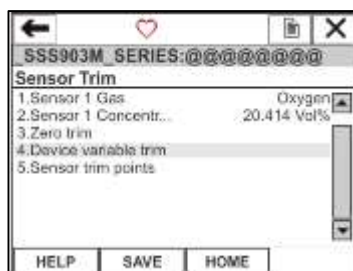 _SSS903M_SERIES:@@@@@@@@
Sensor Trim
1.Sensor 1 Gas Oxygen
2.Sensor 1 Concentr... 20.414 Vol%
3.Zero trim
4.Device variable trim
5.Sensor trim points
HELP SAVE HOME